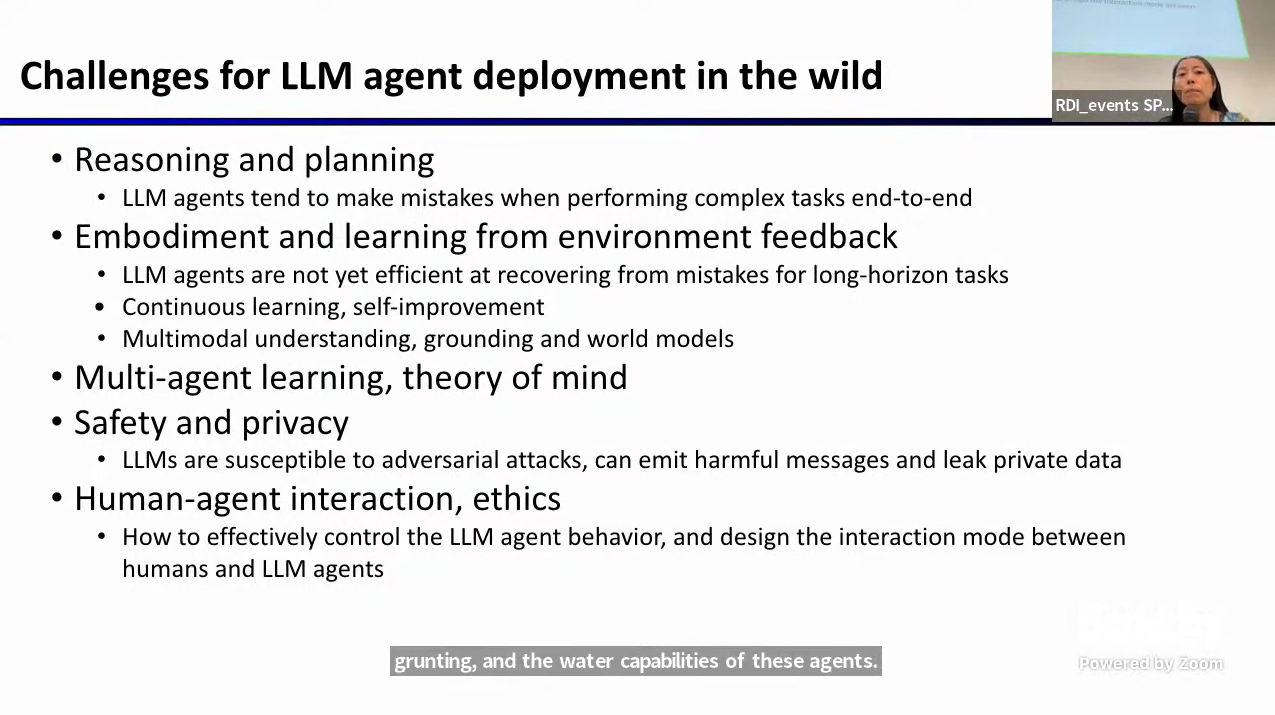 Challenges for LLM agent deployment in the wild
RDI_events SP...
• Reasoning and planning
• LLM agents tend to make mistakes when performing complex tasks end-to-end
• Embodiment and learning from environment feedback
• LLM agents are not yet efficient at recovering from mistakes for long-horizon tasks
• Continuous learning, self-improvement
• Multimodal understanding, grounding and world models
• Multi-agent learning, theory of mind
• Safety and privacy
• LLMs are susceptible to adversarial attacks, can emit harmful messages and leak private data
• Human-agent interaction, ethics
• How to effectively control the LLM agent behavior, and design the interaction mode between
humans and LLM agents
grunting, and the water capabilities of these agents.
Powered by Zoom